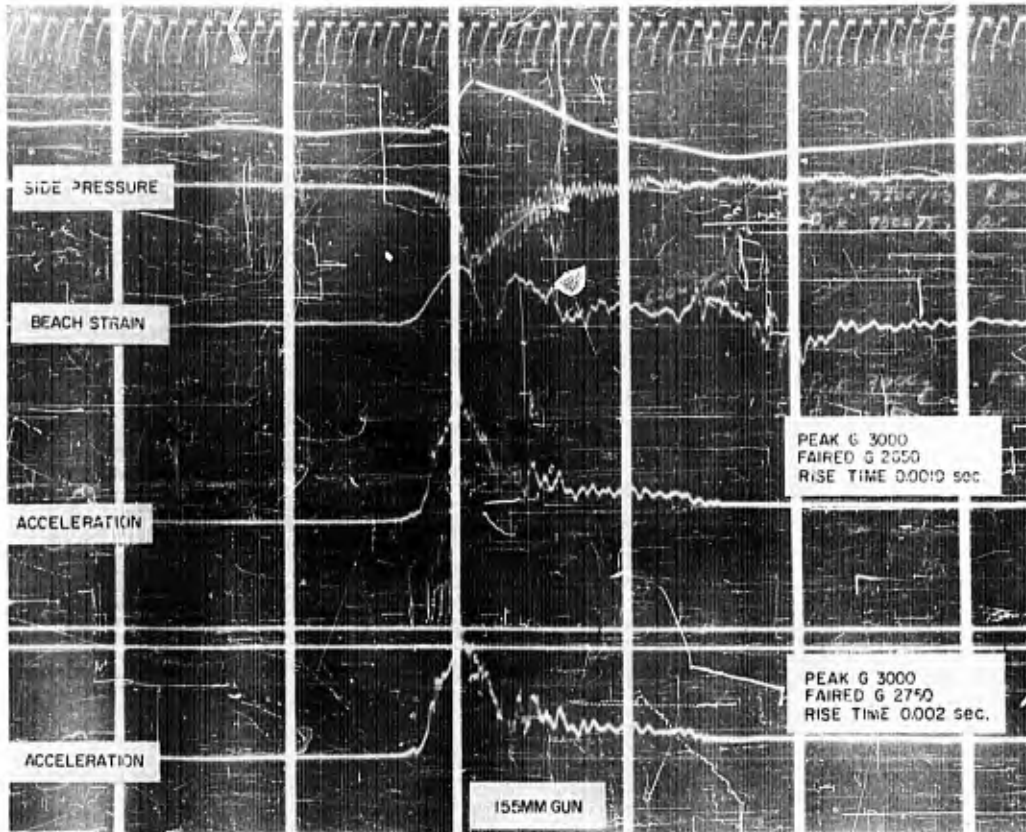 SIDE PRESSURE
BEACH STRAIN
PEAK G 3000
FAIRED G 2650
RISE TIME 0.0019 sec.
ACCELERATION
PEAK G 3000
FAIRED G 2750
RISE TIME 0.002 sec.
ACCELERATION
155MM GUN